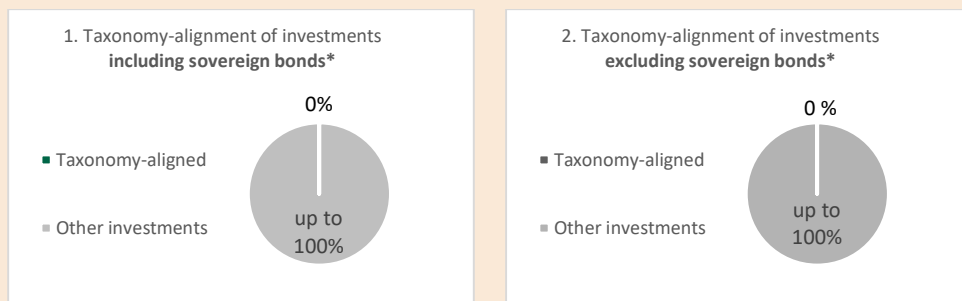 1. Taxonomy-alignment of investments
including sovereign bonds*
0%
Taxonomy-aligned
Other investments
up to
100%
2. Taxonomy-alignment of investments
excluding sovereign bonds*
0 %
Taxonomy-aligned
Other investments
up to
100%